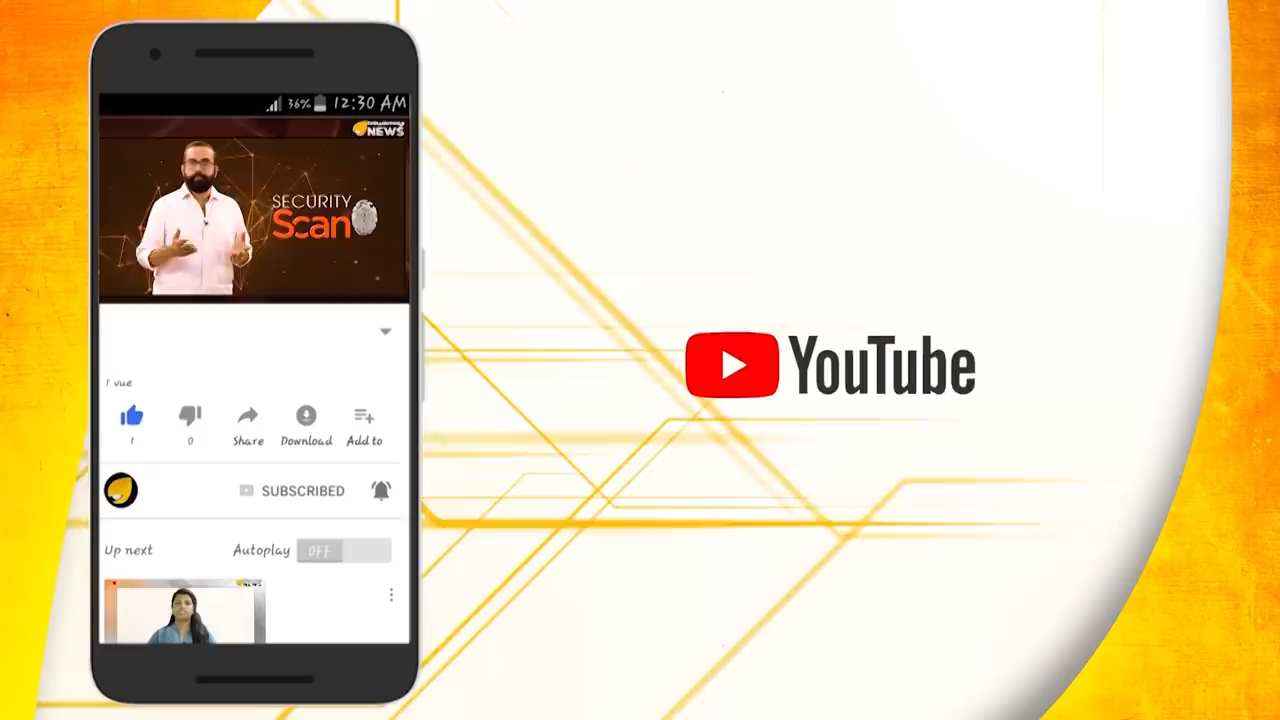 36% 12:30 AM
NEWS
SECURITY
Scan
1 vue
1 0 Share Download Add to
SUBSCRIBED
Up next Autoplay OFF
NEWS
YouTube